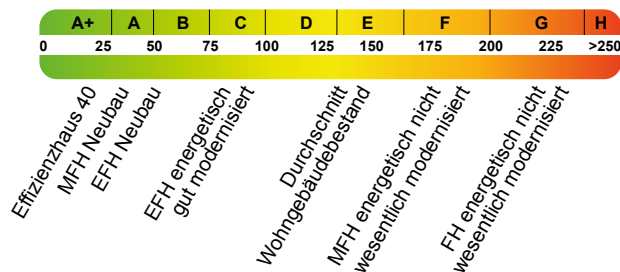 A+ A B C D E F G H
0 25 50 75 100 125 150 175 200 225 >250
Effizienzhaus 40
MFH Neubau
EFH Neubau
EFH energetisch
gut modernisiert
Durchschnitt
Wohngebäudebestand
MFH energetisch nicht
wesentlich modernisiert
FH energetisch nicht
wesentlich modernisiert